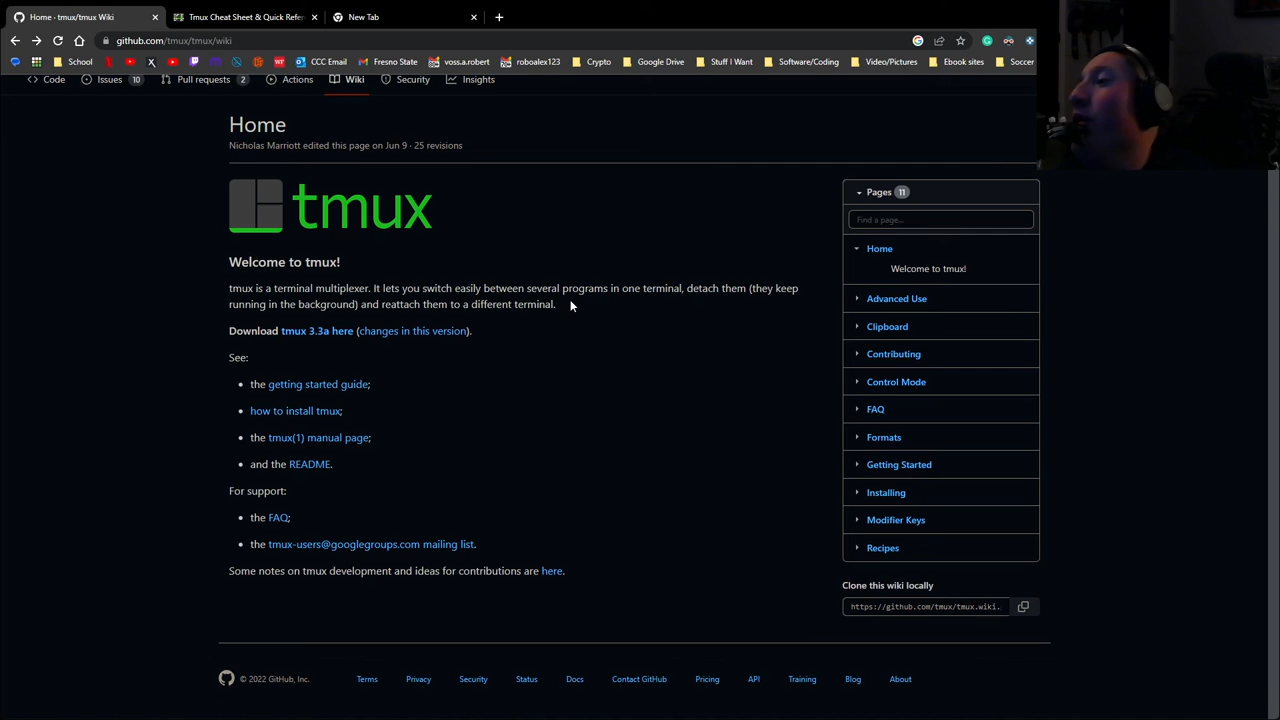 Home · tmux/tmux Wiki
Tmux Cheat Sheet & Quick Refer
New Tab
github.com/tmux/tmux/wiki
School
CCC Email
Fresno State
voss.a.robert
roboalex123
Crypto
Google Drive
Stuff I Want
Software/Coding
Video/Pictures
Ebook sites
Soccer
Code
Issues 10
Pull requests 2
Actions
Wiki
Security
Insights
Home
Nicholas Marriott edited this page on Jun 9 · 25 revisions
tmux
Welcome to tmux!
tmux is a terminal multiplexer. It lets you switch easily between several programs in one terminal, detach them (they keep
running in the background) and reattach them to a different terminal.
Download tmux 3.3a here (changes in this version).
See:
• the getting started guide;
• how to install tmux;
• the tmux(1) manual page;
• and the README.
For support:
• the FAQ;
• the tmux-users@googlegroups.com mailing list.
Some notes on tmux development and ideas for contributions are here.
Pages 11
Find a page...
Home
Welcome to tmux!
Advanced Use
Clipboard
Contributing
Control Mode
FAQ
Formats
Getting Started
Installing
Modifier Keys
Recipes
Clone this wiki locally
https://github.com/tmux/tmux.wiki.
© 2022 GitHub, Inc.
Terms
Privacy
Security
Status
Docs
Contact GitHub
Pricing
API
Training
Blog
About